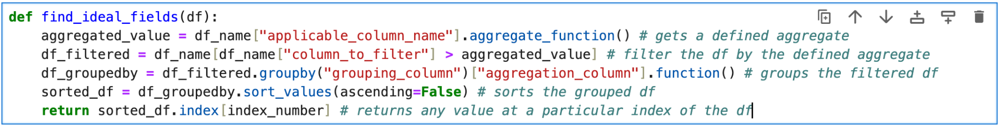 def find_ideal_fields(df):
    aggregated_value = df_name["applicable_column_name"].aggregate_function() # gets a defined aggregate
    df_filtered = df_name[df_name["column_to_filter"] > aggregated_value] # filter the df by the defined aggregate
    df_groupedby = df_filtered.groupby("grouping_column")["aggregation_column"].function() # groups the filtered df
    sorted_df = df_groupedby.sort_values(ascending=False) # sorts the grouped df
    return sorted_df.index[index_number] # returns any value at a particular index of the df